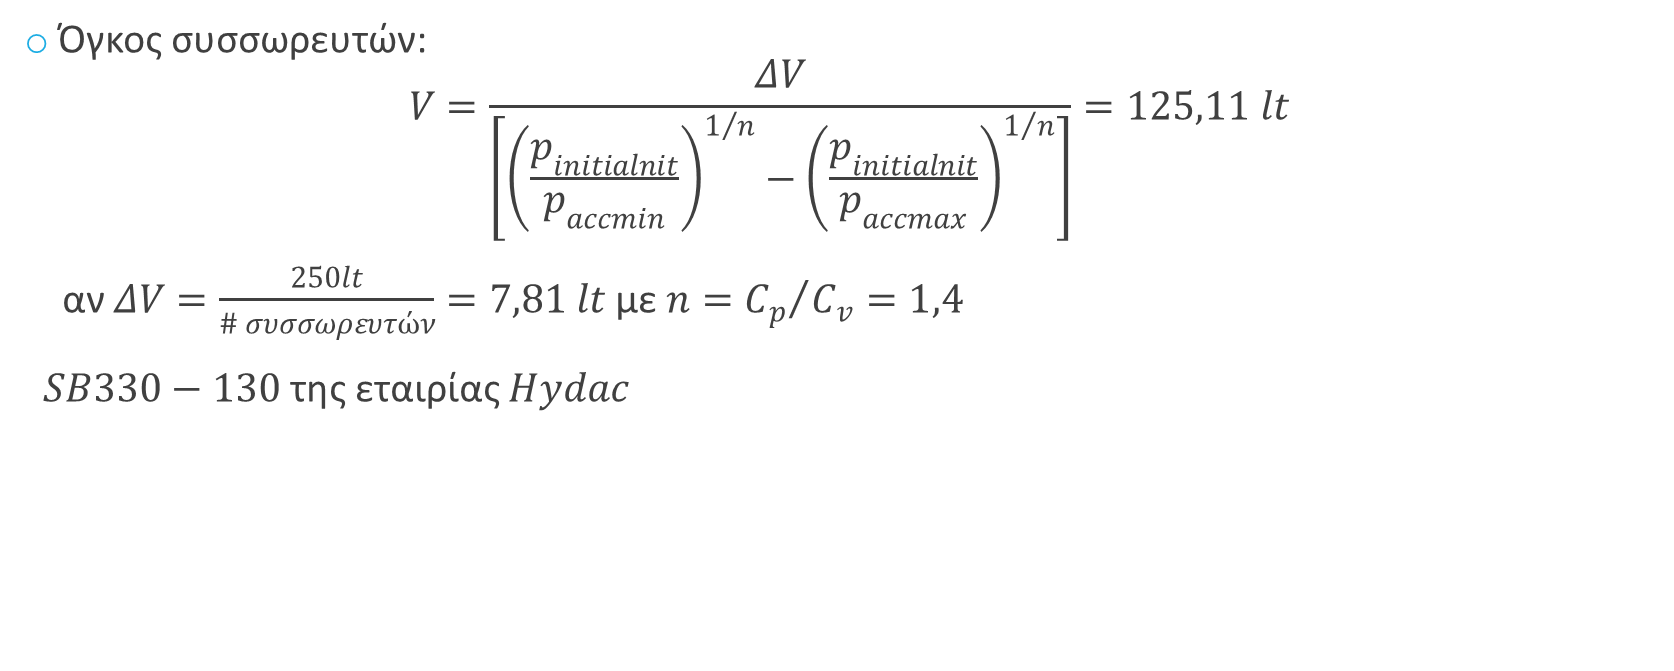 Όγκος συσσωρευτών:
V = ΔV / [(p_initialnit / p_accmin)^{1/n} − (p_initialnit / p_accmax)^{1/n}] = 125,11 lt
αν ΔV = 250lt / # συσσωρευτών = 7,81 lt με n = C_p/C_v = 1,4
SB330 − 130 της εταιρίας Hydac